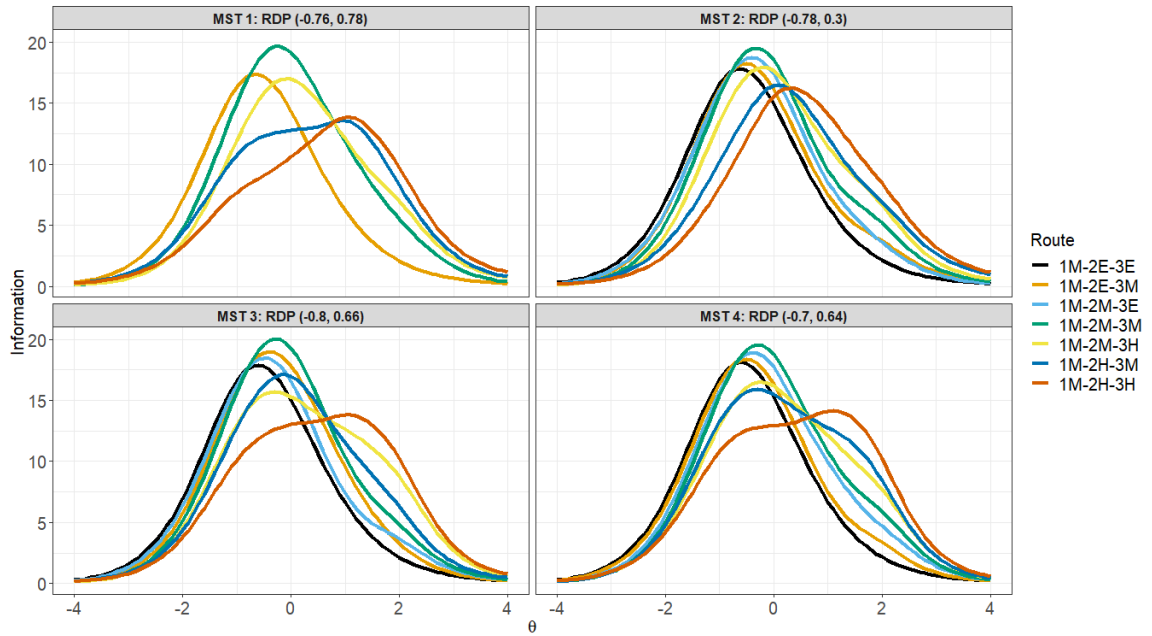 MST 1: RDP (-0.76, 0.78)
MST 2: RDP (-0.78, 0.3)
20
15
10
5
0
MST 3: RDP (-0.8, 0.66)
MST 4: RDP (-0.7, 0.64)
20
15
10
5
0
-4 -2 0 2 4
-4 -2 0 2 4
Information
θ
Route
1M-2E-3E
1M-2E-3M
1M-2M-3E
1M-2M-3M
1M-2M-3H
1M-2H-3M
1M-2H-3H